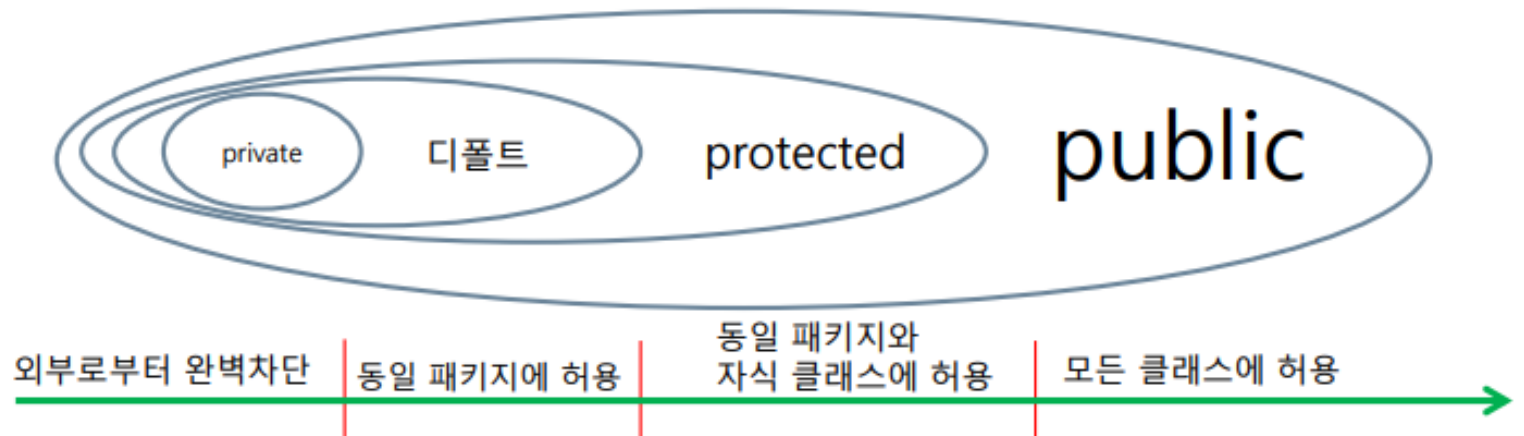 private
디폴트
protected
public
외부로부터 완벽차단
동일 패키지에 허용
동일 패키지와
자식 클래스에 허용
모든 클래스에 허용